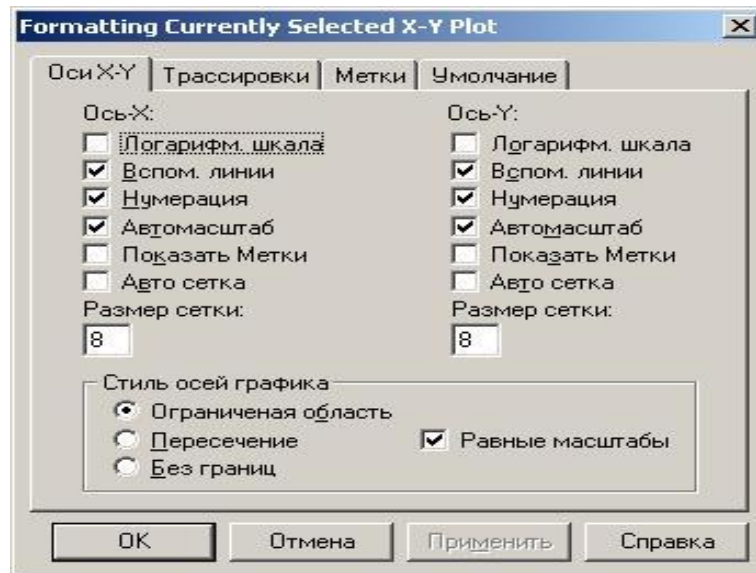 Formatting Currently Selected X-Y Plot
Оси X-Y
Трассировки
Метки
Умолчание
Ось-X:
Логарифм. шкала
Вспом. линии
Нумерация
Автомасштаб
Показать Метки
Авто сетка
Размер сетки:
8
Ось-Y:
Логарифм. шкала
Вспом. линии
Нумерация
Автомасштаб
Показать Метки
Авто сетка
Размер сетки:
8
Стиль осей графика
Ограниченая область
Пересечение
Без границ
Равные масштабы
OK
Отмена
Применить
Справка